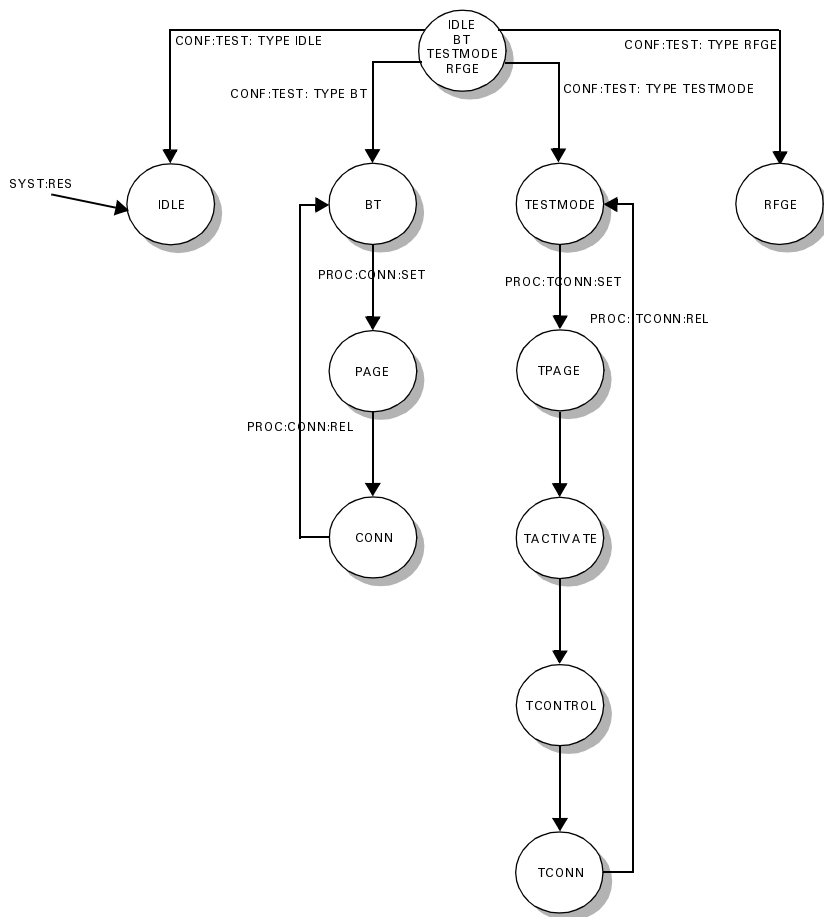 IDLE
BT
TESTMODE
RFGE
CONF:TEST: TYPE IDLE
CONF:TEST: TYPE RFGE
CONF:TEST: TYPE BT
CONF:TEST: TYPE TESTMODE
SYST:RES
IDLE
BT
TESTMODE
RFGE
PROC:CONN:SET
PROC:TCONN:SET
PROC: TCONN:REL
PAGE
TPAGE
PROC:CONN:REL
CONN
TACTIVATE
TCONTROL
TCONN